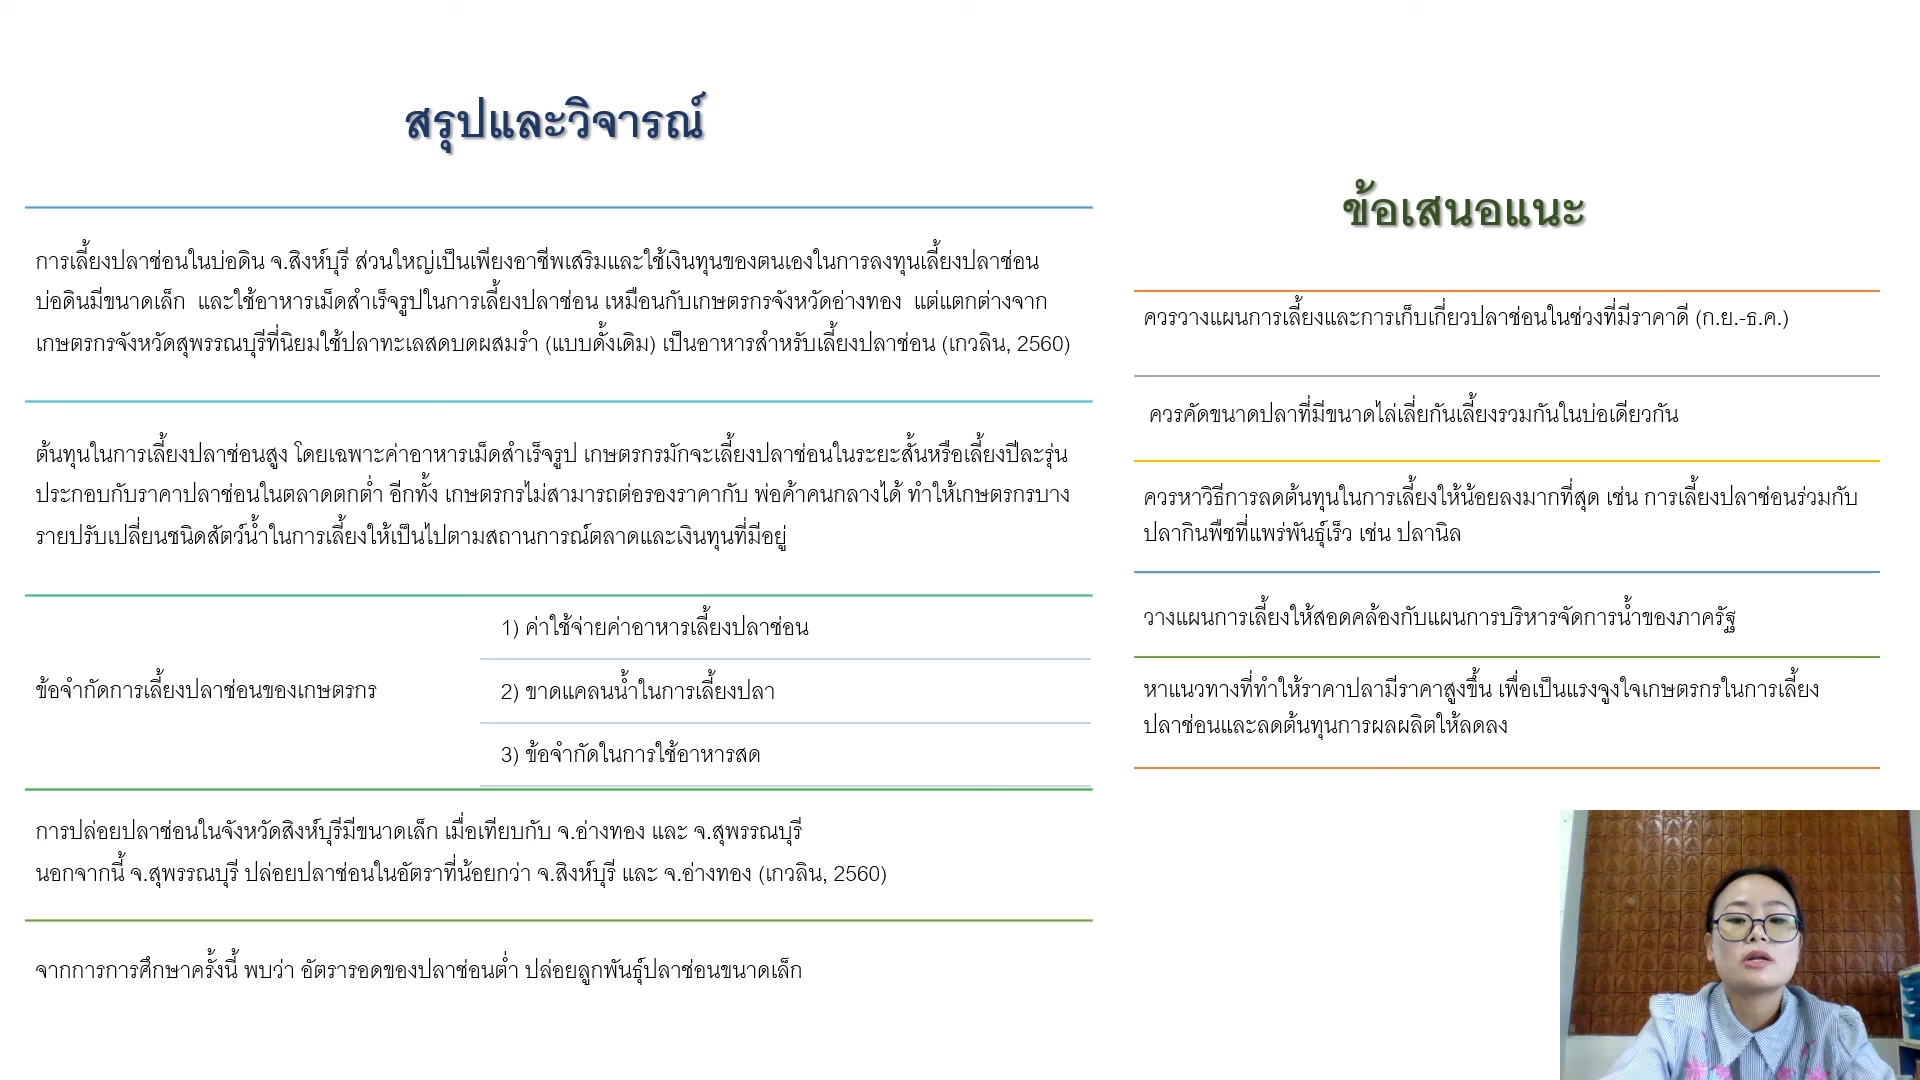 สรุปและวิจารณ์
การเลี้ยงปลาช่อนในบ่อดิน จ.สิงห์บุรี ส่วนใหญ่เป็นเพียงอาชีพเสริมและใช้เงินทุนของตนเองในการลงทุนเลี้ยงปลาช่อน
บ่อดินมีขนาดเล็ก และใช้อาหารเม็ดสำเร็จรูปในการเลี้ยงปลาช่อน เหมือนกับเกษตรกรจังหวัดอ่างทอง แต่แตกต่างจาก
เกษตรกรจังหวัดสุพรรณบุรีที่นิยมใช้ปลาทะเลสดบดผสมรำ (แบบดั้งเดิม) เป็นอาหารสำหรับเลี้ยงปลาช่อน (เกวลิน, 2560)
ต้นทุนในการเลี้ยงปลาช่อนสูง โดยเฉพาะค่าอาหารเม็ดสำเร็จรูป เกษตรกรมักจะเลี้ยงปลาช่อนในระยะสั้นหรือเลี้ยงปีละรุ่น
ประกอบกับราคาปลาช่อนในตลาดตกต่ำ อีกทั้ง เกษตรกรไม่สามารถต่อรองราคากับ พ่อค้าคนกลางได้ ทำให้เกษตรกรบาง
รายปรับเปลี่ยนชนิดสัตว์น้ำในการเลี้ยงให้เป็นไปตามสถานการณ์ตลาดและเงินทุนที่มีอยู่
ข้อจำกัดการเลี้ยงปลาช่อนของเกษตรกร
1) ค่าใช้จ่ายค่าอาหารเลี้ยงปลาช่อน
2) ขาดแคลนน้ำในการเลี้ยงปลา
3) ข้อจำกัดในการใช้อาหารสด
การปล่อยปลาช่อนในจังหวัดสิงห์บุรีมีขนาดเล็ก เมื่อเทียบกับ จ.อ่างทอง และ จ.สุพรรณบุรี
นอกจากนี้ จ.สุพรรณบุรี ปล่อยปลาช่อนในอัตราที่น้อยกว่า จ.สิงห์บุรี และ จ.อ่างทอง (เกวลิน, 2560)
จากการการศึกษาครั้งนี้ พบว่า อัตรารอดของปลาช่อนต่ำ ปล่อยลูกพันธุ์ปลาช่อนขนาดเล็ก
ข้อเสนอแนะ
ควรวางแผนการเลี้ยงและการเก็บเกี่ยวปลาช่อนในช่วงที่มีราคาดี (ก.ย.-ธ.ค.)
ควรคัดขนาดปลาที่มีขนาดไล่เลี่ยกันเลี้ยงรวมกันในบ่อเดียวกัน
ควรหาวิธีการลดต้นทุนในการเลี้ยงให้น้อยลงมากที่สุด เช่น การเลี้ยงปลาช่อนร่วมกับ
ปลากินพืชที่แพร่พันธุ์เร็ว เช่น ปลานิล
วางแผนการเลี้ยงให้สอดคล้องกับแผนการบริหารจัดการน้ำของภาครัฐ
หาแนวทางที่ทำให้ราคาปลามีราคาสูงขึ้น เพื่อเป็นแรงจูงใจเกษตรกรในการเลี้ยง
ปลาช่อนและลดต้นทุนการผลผลิตให้ลดลง